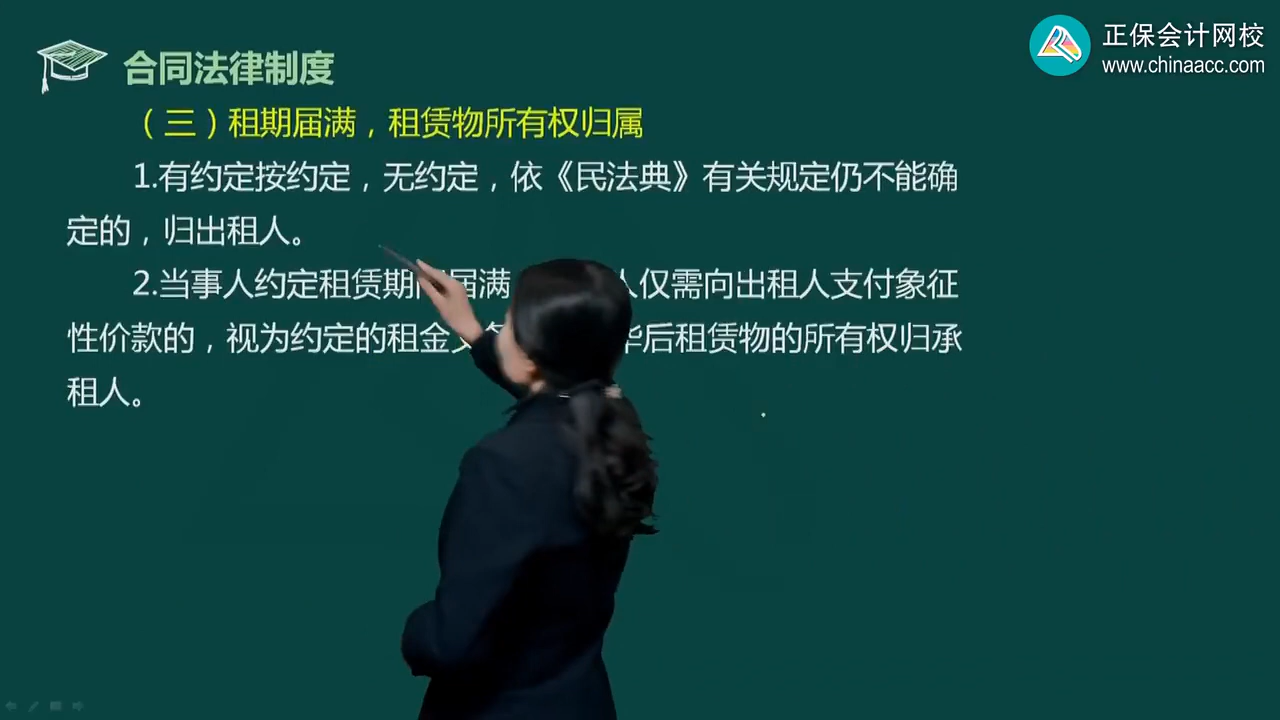 正保会计网校
www.chinaacc.com
合同法律制度
（三）租期届满，租赁物所有权归属
1.有约定按约定，无约定，依《民法典》有关规定仍不能确
定的，归出租人。
2.当事人约定租赁期 届满 人仅需向出租人支付象征
性价款的，视为约定的租金 后租赁物的所有权归承
租人。